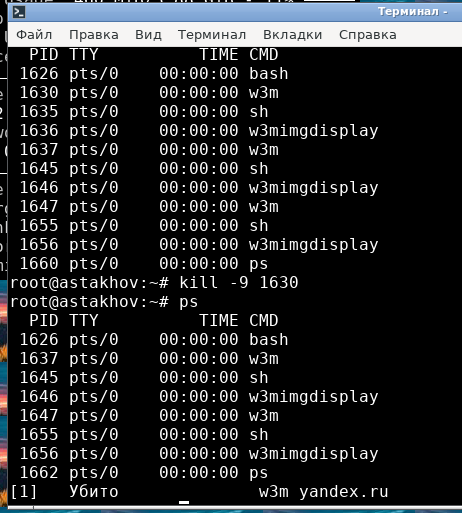 Терминал -
Файл Правка Вид Терминал Вкладки Справка
PID TTY TIME CMD
1626 pts/0 00:00:00 bash
1630 pts/0 00:00:00 w3m
1635 pts/0 00:00:00 sh
1636 pts/0 00:00:00 w3mimgdisplay
1637 pts/0 00:00:00 w3m
1645 pts/0 00:00:00 sh
1646 pts/0 00:00:00 w3mimgdisplay
1647 pts/0 00:00:00 w3m
1655 pts/0 00:00:00 sh
1656 pts/0 00:00:00 w3mimgdisplay
1660 pts/0 00:00:00 ps
root@astakhov:~# kill -9 1630
root@astakhov:~# ps
PID TTY TIME CMD
1626 pts/0 00:00:00 bash
1637 pts/0 00:00:00 w3m
1645 pts/0 00:00:00 sh
1646 pts/0 00:00:00 w3mimgdisplay
1647 pts/0 00:00:00 w3m
1655 pts/0 00:00:00 sh
1656 pts/0 00:00:00 w3mimgdisplay
1662 pts/0 00:00:00 ps
[1] Убито w3m yandex.ru